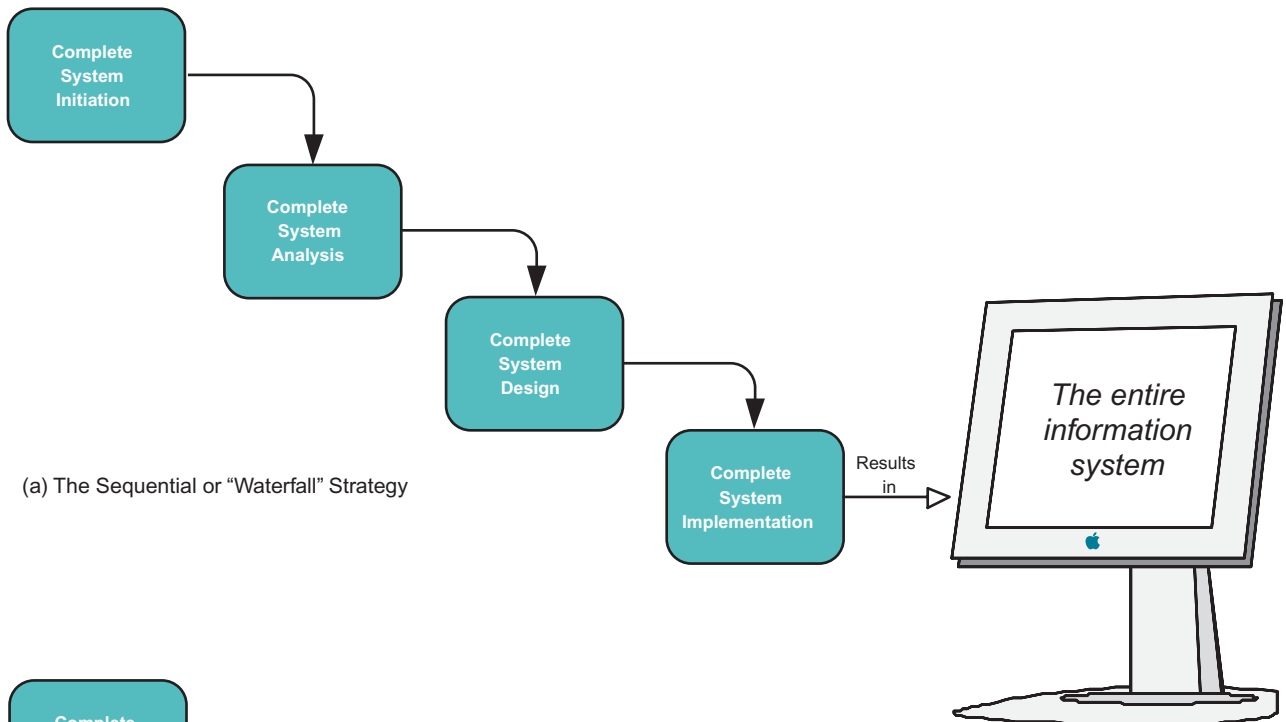 Complete
System
Initiation
Complete
System
Analysis
Complete
System
Design
Complete
System
Implementation
Results
in
The entire
information
system
(a) The Sequential or “Waterfall” Strategy
Complete